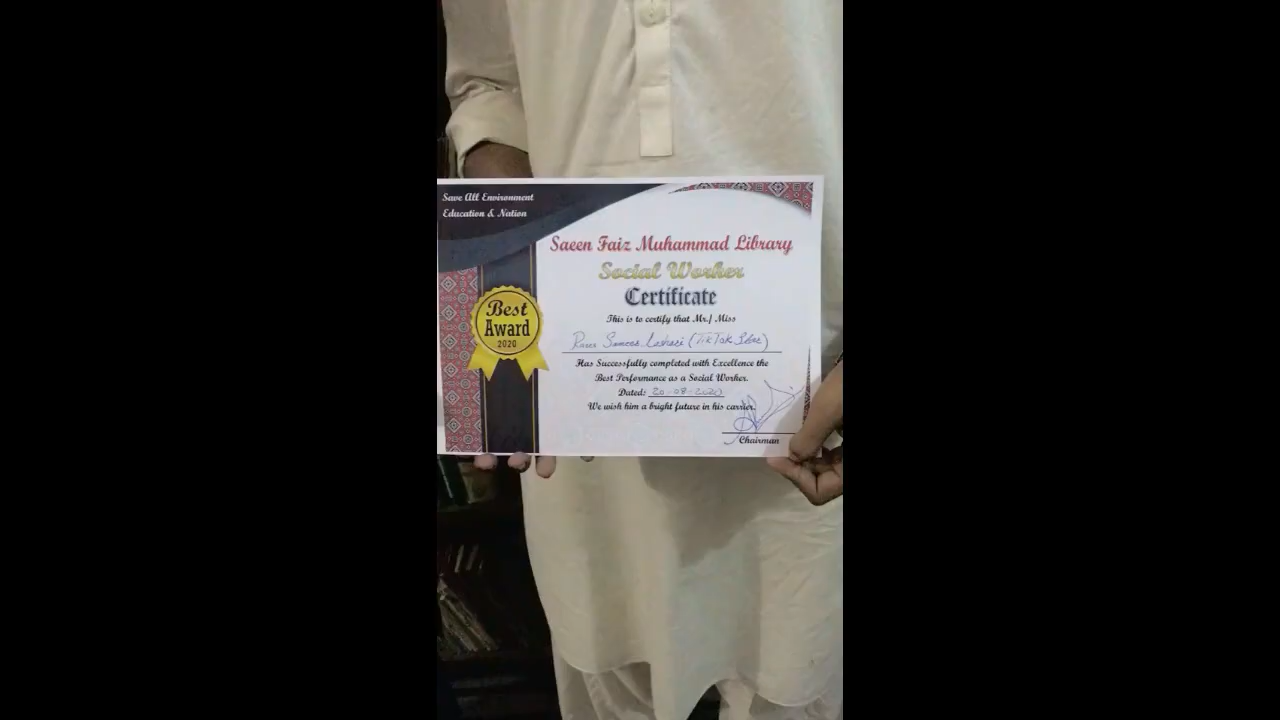 Save All Environment
Education & Nation
Saeen Faiz Muhammad Library
Social Worker
Certificate
Best
Award
2020
This is to certify that Mr./ Miss
Lashari (TikTok Star)
Has Successfully completed with Excellence the
Best Performance as a Social Worker.
Dated: 20-08-2020
We wish him a bright future in his carrier.
Chairman